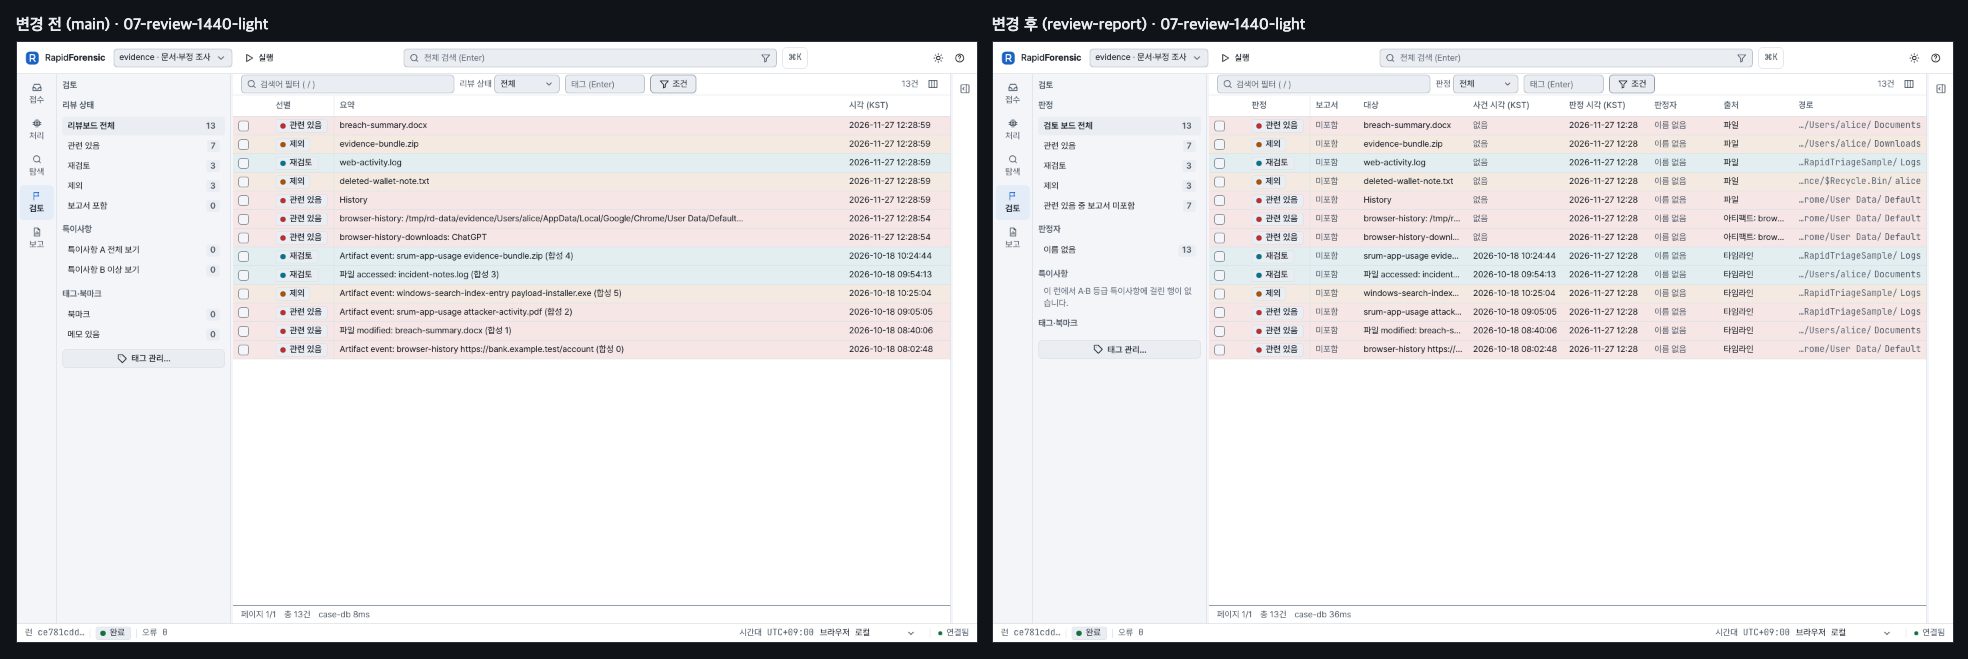 변경 전 (main) · 07-review-1440-light
R RapidForensic evidence · 문서·부정 조사 실행 전체 검색 (Enter) ⌘K
접수
처리
탐색
검토
보고
검토
리뷰 상태
리뷰보드 전체 13
관련 있음 7
재검토 3
제외 3
보고서 포함 0
특이사항
특이사항 A 전체 보기 0
특이사항 B 이상 보기 0
태그·북마크
북마크 0
메모 있음 0
태그 관리...
검색어 필터 ( / ) 리뷰 상태 전체 태그 (Enter) 조건 13건
선별 요약 시각 (KST)
관련 있음 breach-summary.docx 2026-11-27 12:28:59
제외 evidence-bundle.zip 2026-11-27 12:28:59
재검토 web-activity.log 2026-11-27 12:28:59
제외 deleted-wallet-note.txt 2026-11-27 12:28:59
관련 있음 History 2026-11-27 12:28:59
관련 있음 browser-history: /tmp/rd-data/evidence/Users/alice/AppData/Local/Google/Chrome/User Data/Default... 2026-11-27 12:28:54
관련 있음 browser-history-downloads: ChatGPT 2026-11-27 12:28:54
재검토 Artifact event: srum-app-usage evidence-bundle.zip (합성 4) 2026-10-18 10:24:44
재검토 파일 accessed: incident-notes.log (합성 3) 2026-10-18 09:54:13
제외 Artifact event: windows-search-index-entry payload-installer.exe (합성 5) 2026-10-18 10:25:04
관련 있음 Artifact event: srum-app-usage attacker-activity.pdf (합성 2) 2026-10-18 09:05:05
관련 있음 파일 modified: breach-summary.docx (합성 1) 2026-10-18 08:40:06
관련 있음 Artifact event: browser-history https://bank.example.test/account (합성 0) 2026-10-18 08:02:48
페이지 1/1 총 13건 case-db 8ms
런 ce781cdd… 완료 오류 0 시간대 UTC+09:00 브라우저 로컬 연결됨
변경 후 (review-report) · 07-review-1440-light
R RapidForensic evidence · 문서·부정 조사 실행 전체 검색 (Enter) ⌘K
접수
처리
탐색
검토
보고
검토
판정
검토 보드 전체 13
관련 있음 7
재검토 3
제외 3
관련 있음 중 보고서 미포함 7
판정자
이름 없음 13
특이사항
이 런에서 A·B 등급 특이사항에 걸린 행이 없
습니다.
태그·북마크
태그 관리...
검색어 필터 ( / ) 판정 전체 태그 (Enter) 조건 13건
판정 보고서 대상 사건 시각 (KST) 판정 시각 (KST) 판정자 출처 경로
관련 있음 미포함 breach-summary.docx 없음 2026-11-27 12:28 이름 없음 파일 …/Users/alice/ Documents
제외 미포함 evidence-bundle.zip 없음 2026-11-27 12:28 이름 없음 파일 …/Users/alice/ Downloads
재검토 미포함 web-activity.log 없음 2026-11-27 12:28 이름 없음 파일 …RapidTriageSample/ Logs
제외 미포함 deleted-wallet-note.txt 없음 2026-11-27 12:28 이름 없음 파일 …nce/$Recycle.Bin/ alice
관련 있음 미포함 History 없음 2026-11-27 12:28 이름 없음 파일 …rome/User Data/ Default
관련 있음 미포함 browser-history: /tmp/r... 없음 2026-11-27 12:28 이름 없음 아티팩트: brow... …rome/User Data/ Default
관련 있음 미포함 browser-history-downl... 없음 2026-11-27 12:28 이름 없음 아티팩트: brow... …rome/User Data/ Default
재검토 미포함 srum-app-usage evide... 2026-10-18 10:24:44 2026-11-27 12:28 이름 없음 타임라인 …RapidTriageSample/ Logs
재검토 미포함 파일 accessed: incident... 2026-10-18 09:54:13 2026-11-27 12:28 이름 없음 타임라인 …/Users/alice/ Documents
제외 미포함 windows-search-index... 2026-10-18 10:25:04 2026-11-27 12:28 이름 없음 타임라인 …RapidTriageSample/ Logs
관련 있음 미포함 srum-app-usage attack... 2026-10-18 09:05:05 2026-11-27 12:28 이름 없음 타임라인 …RapidTriageSample/ Logs
관련 있음 미포함 파일 modified: breach-s... 2026-10-18 08:40:06 2026-11-27 12:28 이름 없음 타임라인 …/Users/alice/ Documents
관련 있음 미포함 browser-history https://... 2026-10-18 08:02:48 2026-11-27 12:28 이름 없음 타임라인 …rome/User Data/ Default
페이지 1/1 총 13건 case-db 36ms
런 ce781cdd… 완료 오류 0 시간대 UTC+09:00 브라우저 로컬 연결됨